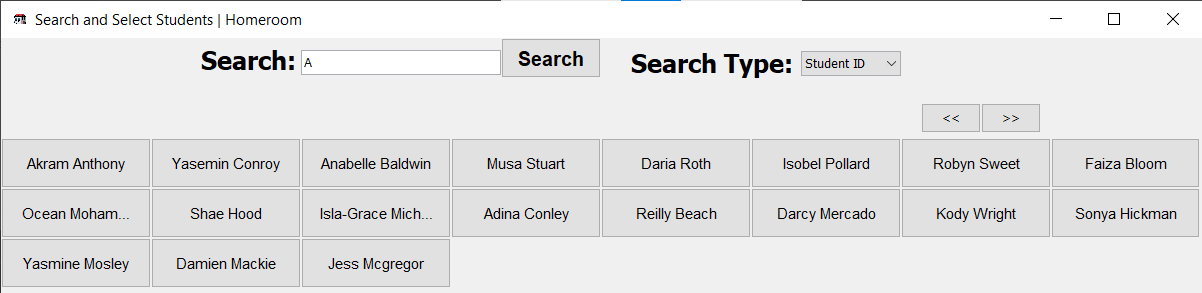 Search and Select Students | Homeroom
Search: A Search Search Type: Student ID
<< >>
Akram Anthony Yasemin Conroy Anabelle Baldwin Musa Stuart Daria Roth Isobel Pollard Robyn Sweet Faiza Bloom
Ocean Moham... Shae Hood Isla-Grace Mich... Adina Conley Reilly Beach Darcy Mercado Kody Wright Sonya Hickman
Yasmine Mosley Damien Mackie Jess Mcgregor